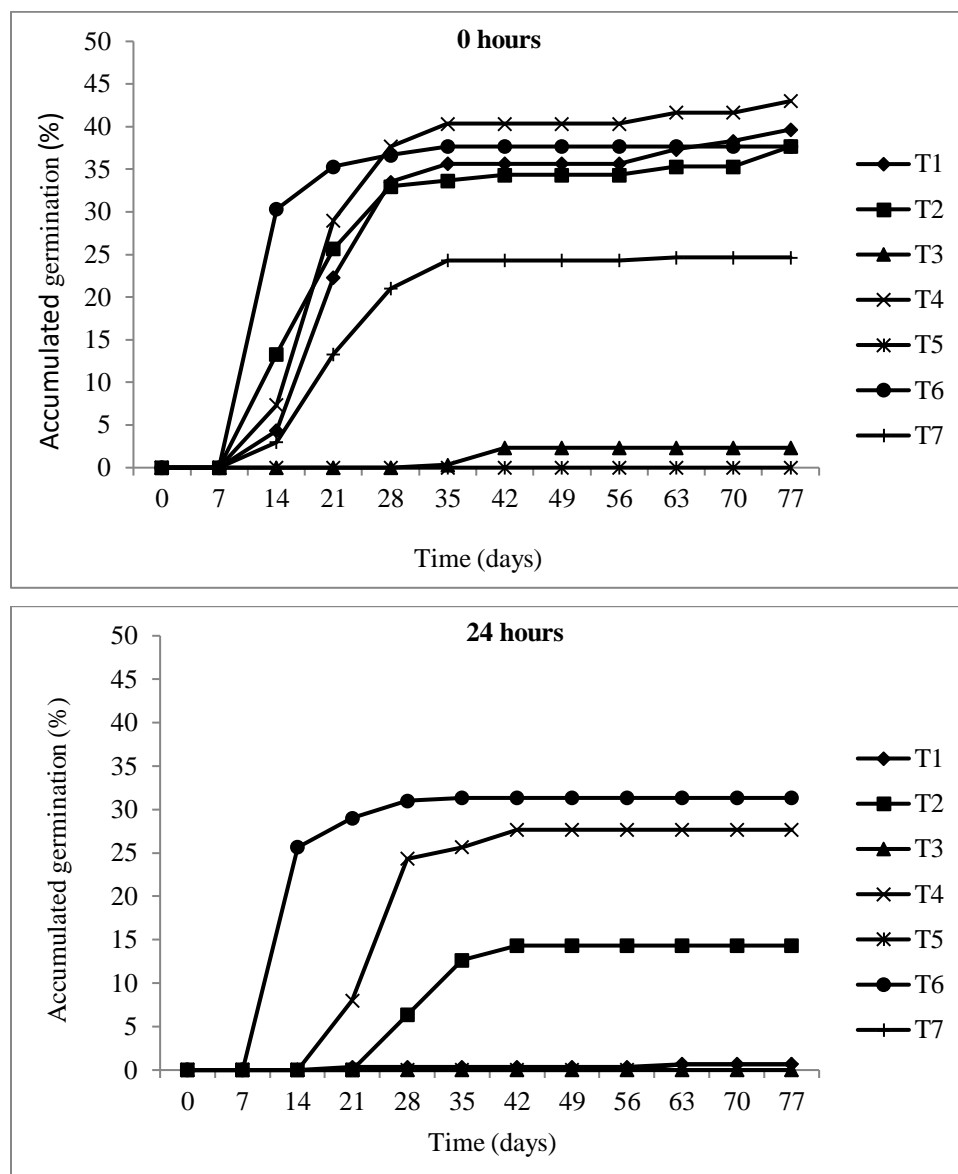 0 hours
50
45
40
35
30
25
20
15
10
5
0
Accumulated germination (%)
0 7 14 21 28 35 42 49 56 63 70 77
Time (days)
T1
T2
T3
T4
T5
T6
T7
24 hours
50
45
40
35
30
25
20
15
10
5
0
Accumulated germination (%)
0 7 14 21 28 35 42 49 56 63 70 77
Time (days)
T1
T2
T3
T4
T5
T6
T7